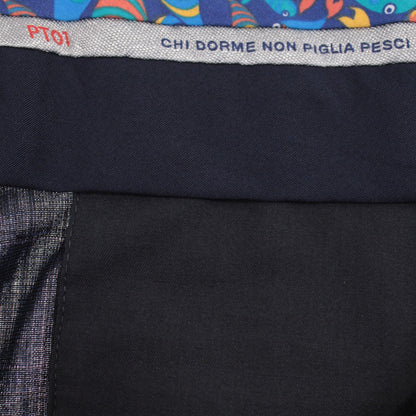 PT01 CHI DORME NON PIGLIA PESCI